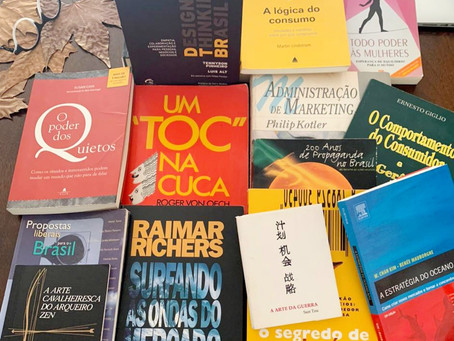 DESIGN
THINKING
BRASIL
TENNYSON
PINHEIRO
LUIS ALT
A lógica do
consumo
Martin Lindstrom
TODO PODER
ÀS MULHERES
O poder
dos
Quietos
Como os tímidos e introvertidos podem
mudar um mundo que não para de falar
UM
"TOC"
NA
CUCA
ROGER VON OECH
Administração
de Marketing
Philip Kotler
200 Anos
de Propaganda
no Brasil
ERNESTO GIGLIO
O Comportamento
do Consumidor
Propostas
liberais
para o
Brasil
A ARTE
CAVALHEIRESCA
DO ARQUEIRO
ZEN
RAIMAR
RICHERS
SURFANDO
AS ONDAS DO
MERCADO
计划 机会 战略
A ARTE DA GUERRA
Sun Tzu
o segredo de
W. CHAN KIM - RENÉE MAUBORGNE
A ESTRATÉGIA DO OCEANO